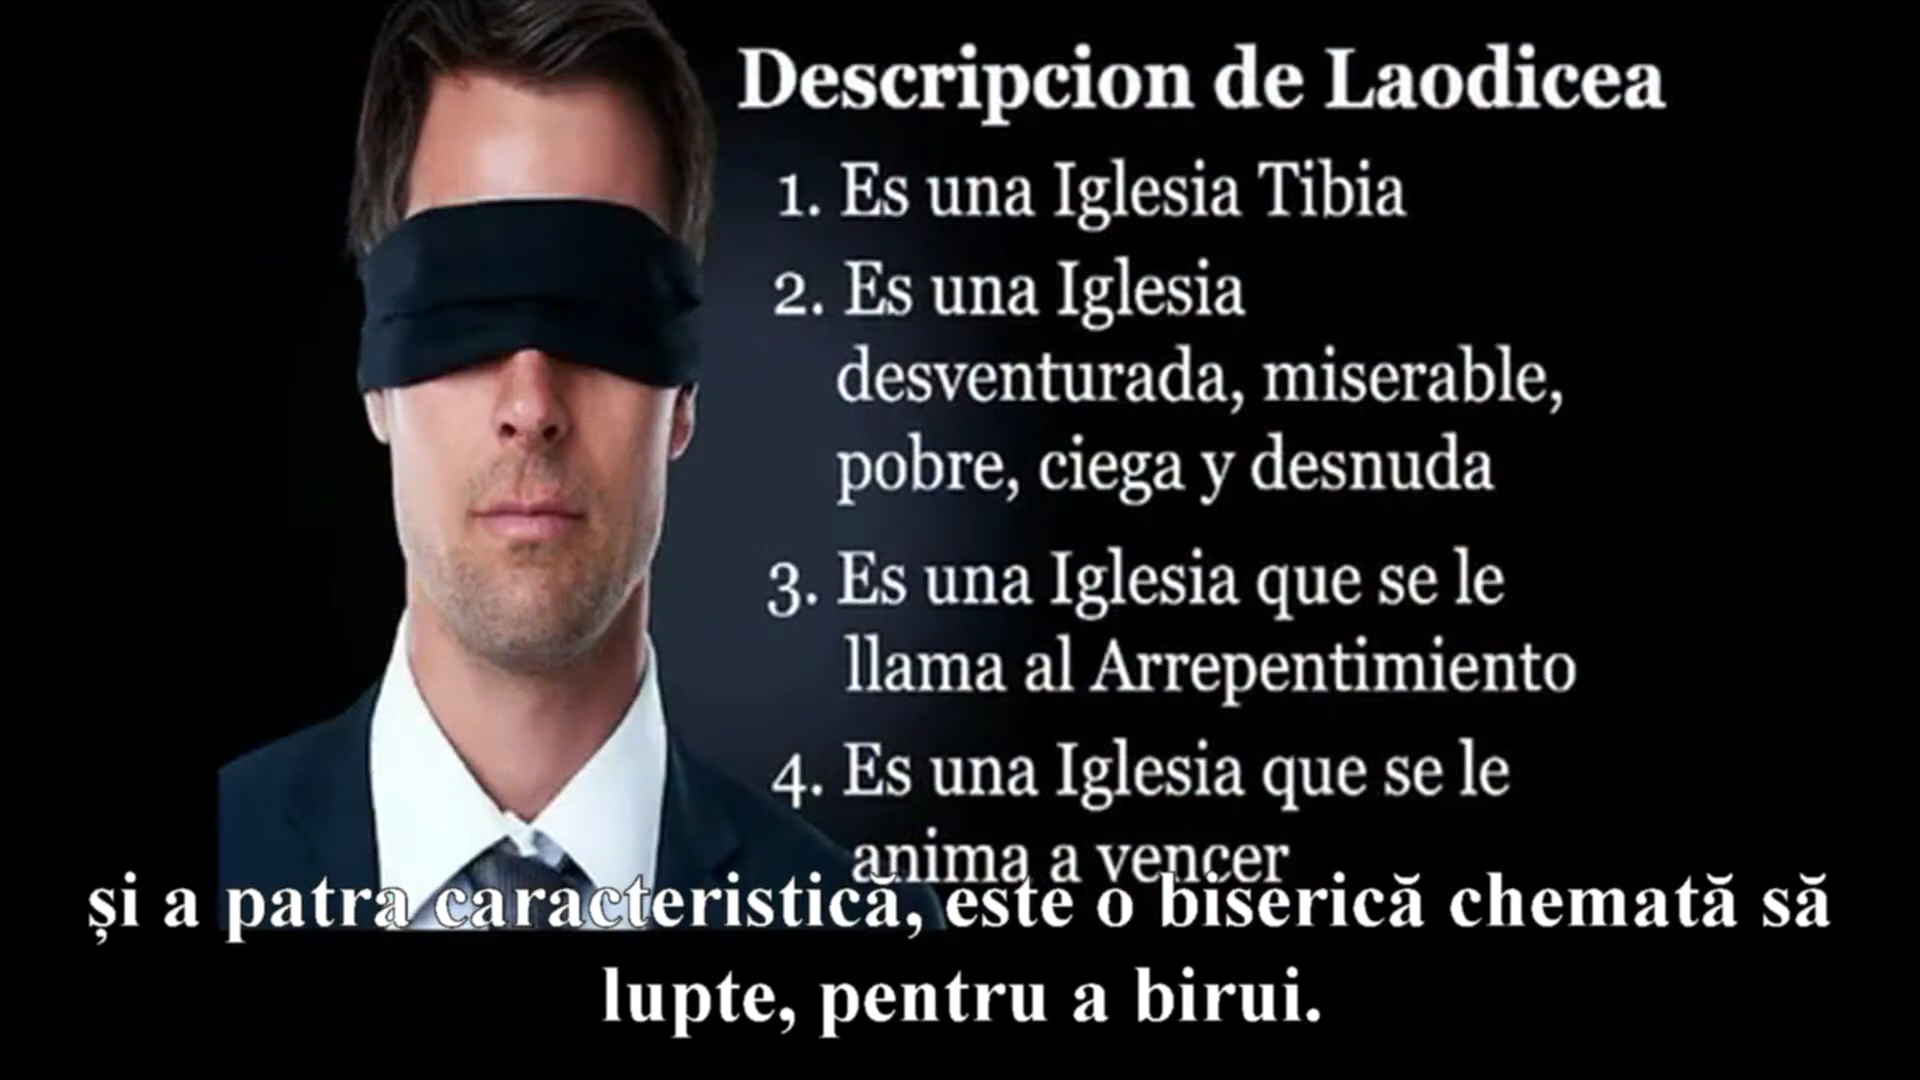 Descripcion de Laodicea
1. Es una Iglesia Tibia
2. Es una Iglesia
desventurada, miserable,
pobre, ciega y desnuda
3. Es una Iglesia que se le
llama al Arrepentimiento
4. Es una Iglesia que se le
anima a vencer
și a patra caracteristică, este o biserică chemată să
lupte, pentru a birui.